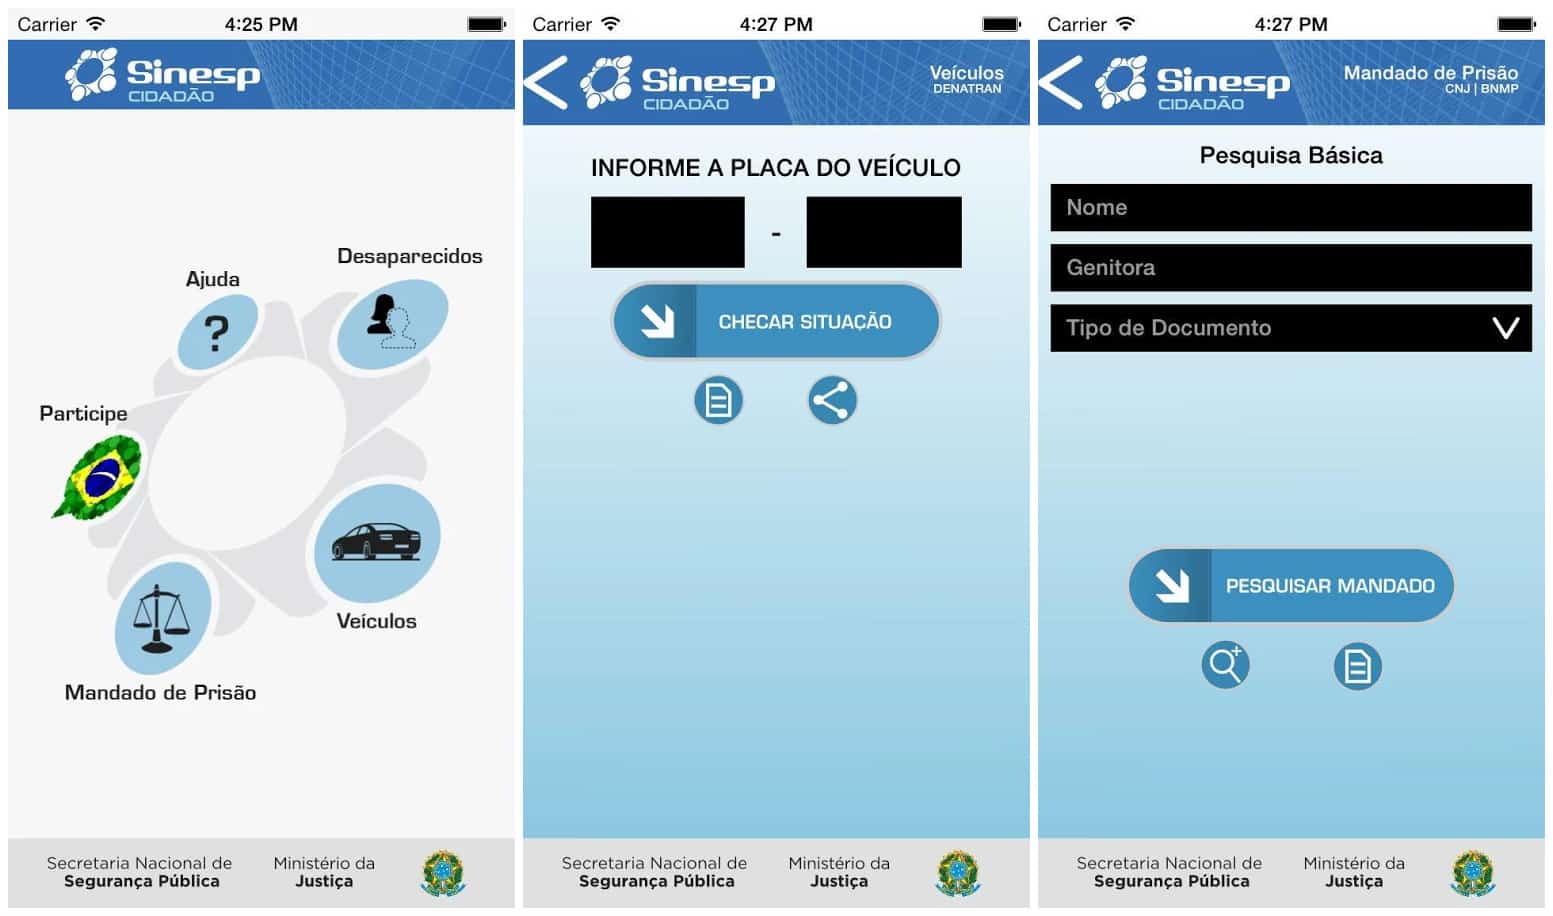 Carrier 4:25 PM
Sinesp
CIDADÃO
Ajuda
Desaparecidos
?
Participe
Veículos
Mandado de Prisão
Secretaria Nacional de
Segurança Pública
Ministério da
Justiça
Carrier 4:27 PM
Sinesp
CIDADÃO
Veículos
DENATRAN
INFORME A PLACA DO VEÍCULO
-
CHECAR SITUAÇÃO
Secretaria Nacional de
Segurança Pública
Ministério da
Justiça
Carrier 4:27 PM
Sinesp
CIDADÃO
Mandado de Prisão
CNJ | BNMP
Pesquisa Básica
Nome
Genitora
Tipo de Documento
PESQUISAR MANDADO
Secretaria Nacional de
Segurança Pública
Ministério da
Justiça